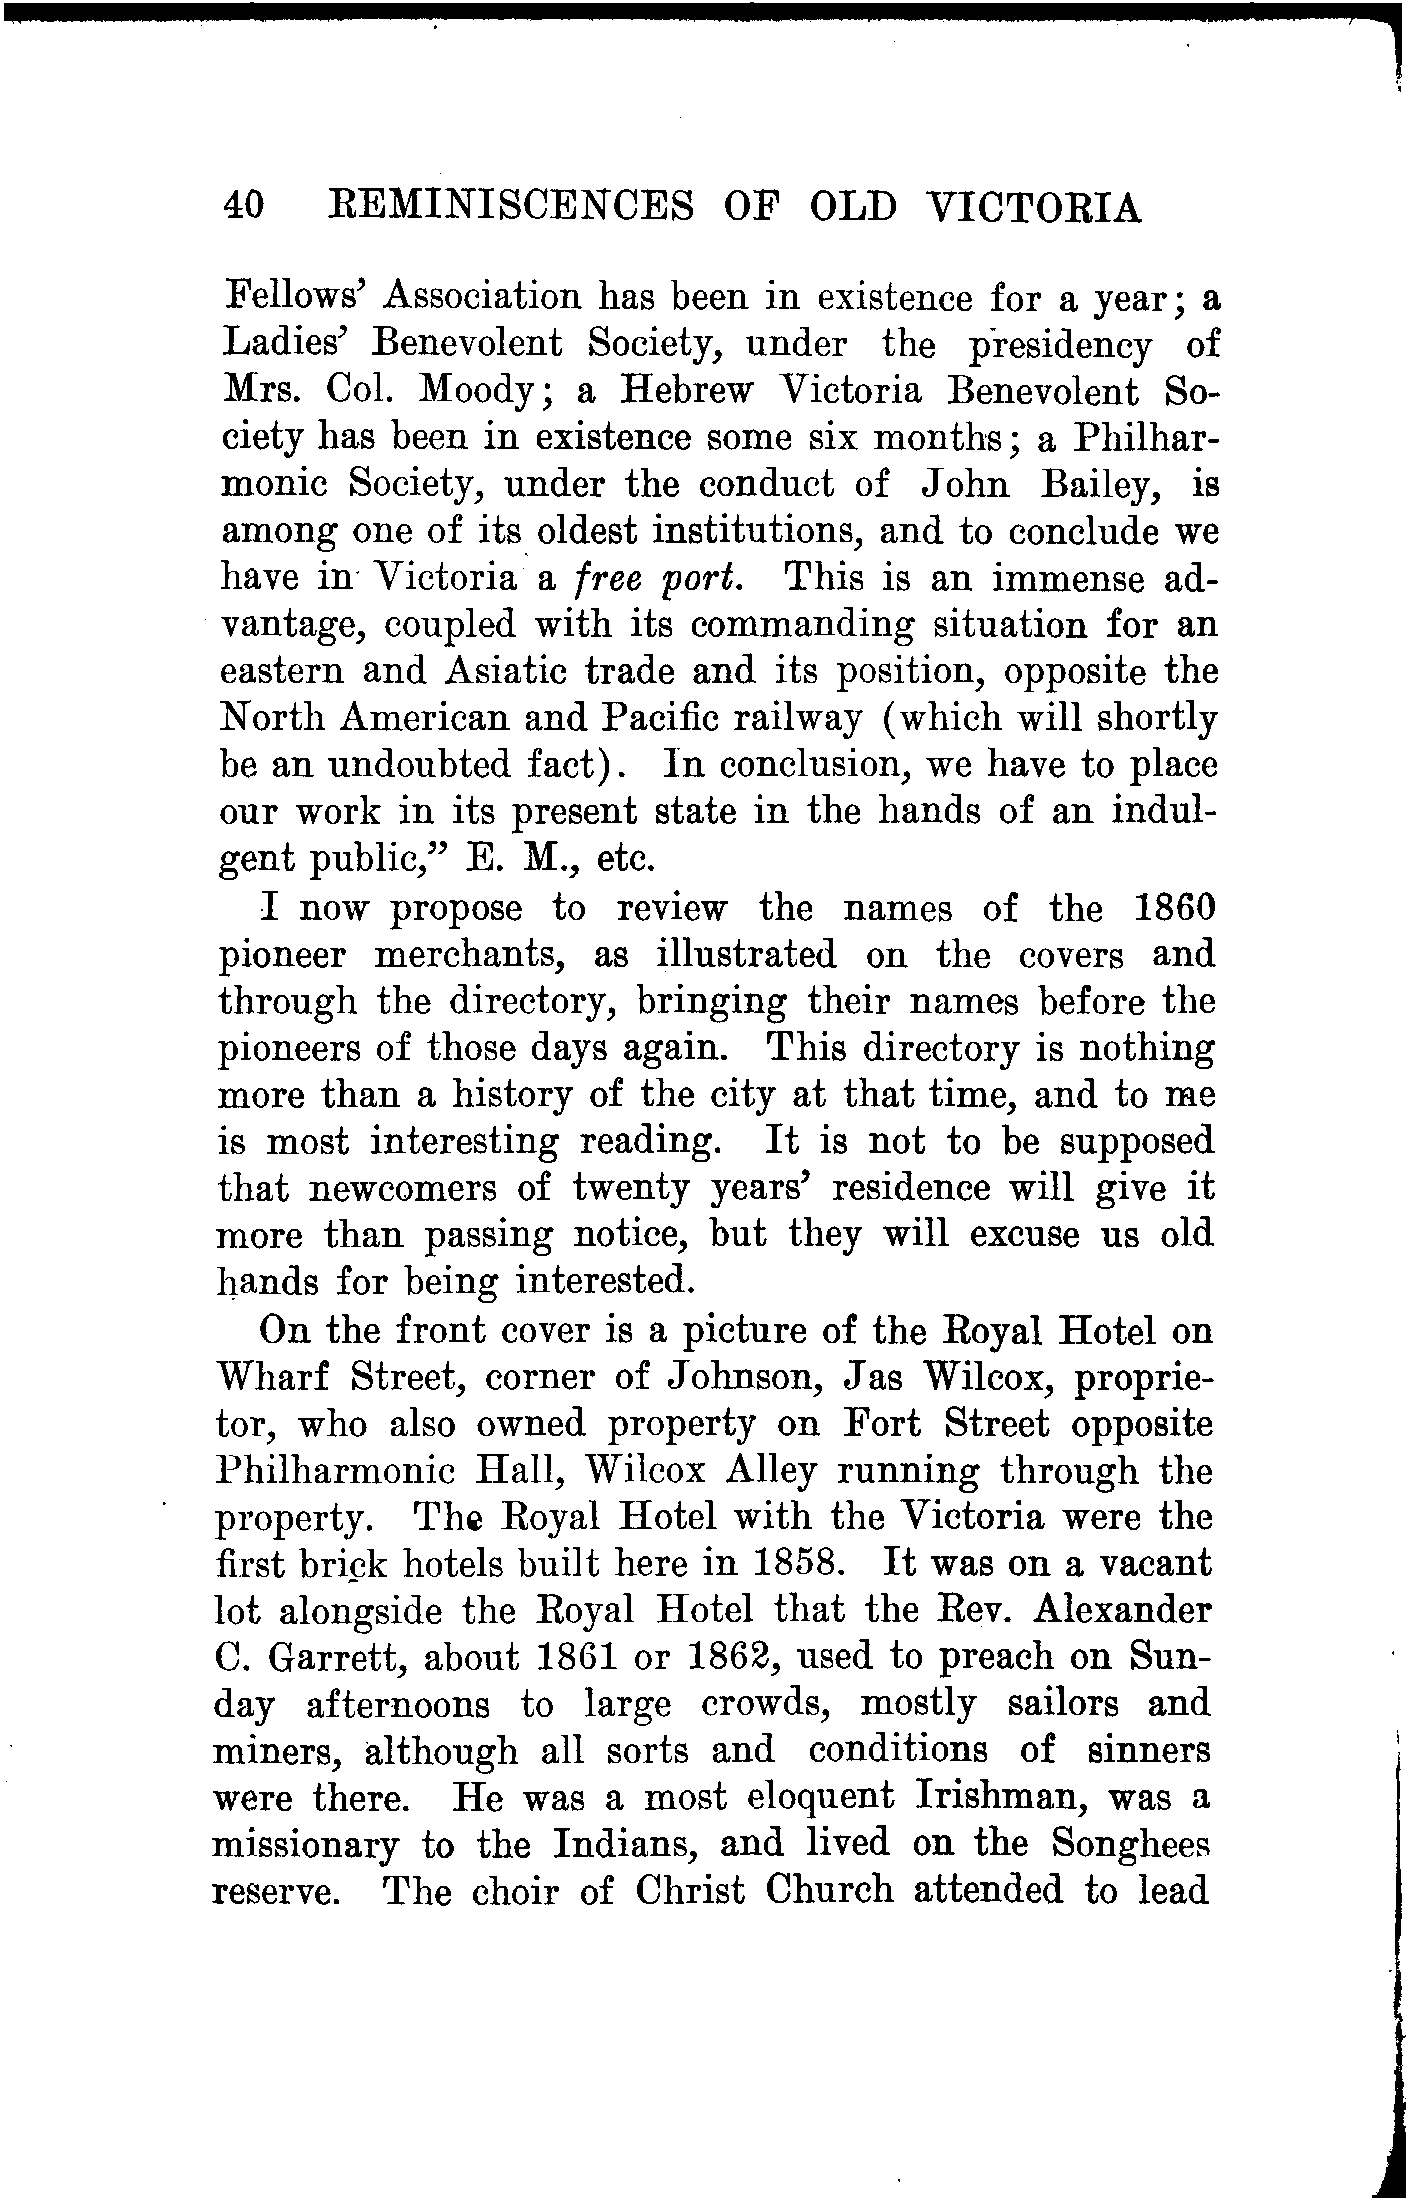 40 REMINISCENCES OF OLD VICTORIA
Fellows' Association has been in existence for a year; a
Ladies' Benevolent Society, under the presidency of
Mrs. Col. Moody; a Hebrew Victoria Benevolent So-
ciety has been in existence some six months; a Philhar-
monic Society, under the conduct of John Bailey, is
among one of its oldest institutions, and to conclude we
have in Victoria a free port. This is an immense ad-
vantage, coupled with its commanding situation for an
eastern and Asiatic trade and its position, opposite the
North American and Pacific railway (which will shortly
be an undoubted fact). In conclusion, we have to place
our work in its present state in the hands of an indul-
gent public," E. M., etc.
I now propose to review the names of the 1860
pioneer merchants, as illustrated on the covers and
through the directory, bringing their names before the
pioneers of those days again. This directory is nothing
more than a history of the city at that time, and to me
is most interesting reading. It is not to be supposed
that newcomers of twenty years' residence will give it
more than passing notice, but they will excuse us old
hands for being interested.
On the front cover is a picture of the Royal Hotel on
Wharf Street, corner of Johnson, Jas Wilcox, proprie-
tor, who also owned property on Fort Street opposite
Philharmonic Hall, Wilcox Alley running through the
property. The Royal Hotel with the Victoria were the
first brick hotels built here in 1858. It was on a vacant
lot alongside the Royal Hotel that the Rev. Alexander
C. Garrett, about 1861 or 1862, used to preach on Sun-
day afternoons to large crowds, mostly sailors and
miners, although all sorts and conditions of sinners
were there. He was a most eloquent Irishman, was a
missionary to the Indians, and lived on the Songhees
reserve. The choir of Christ Church attended to lead